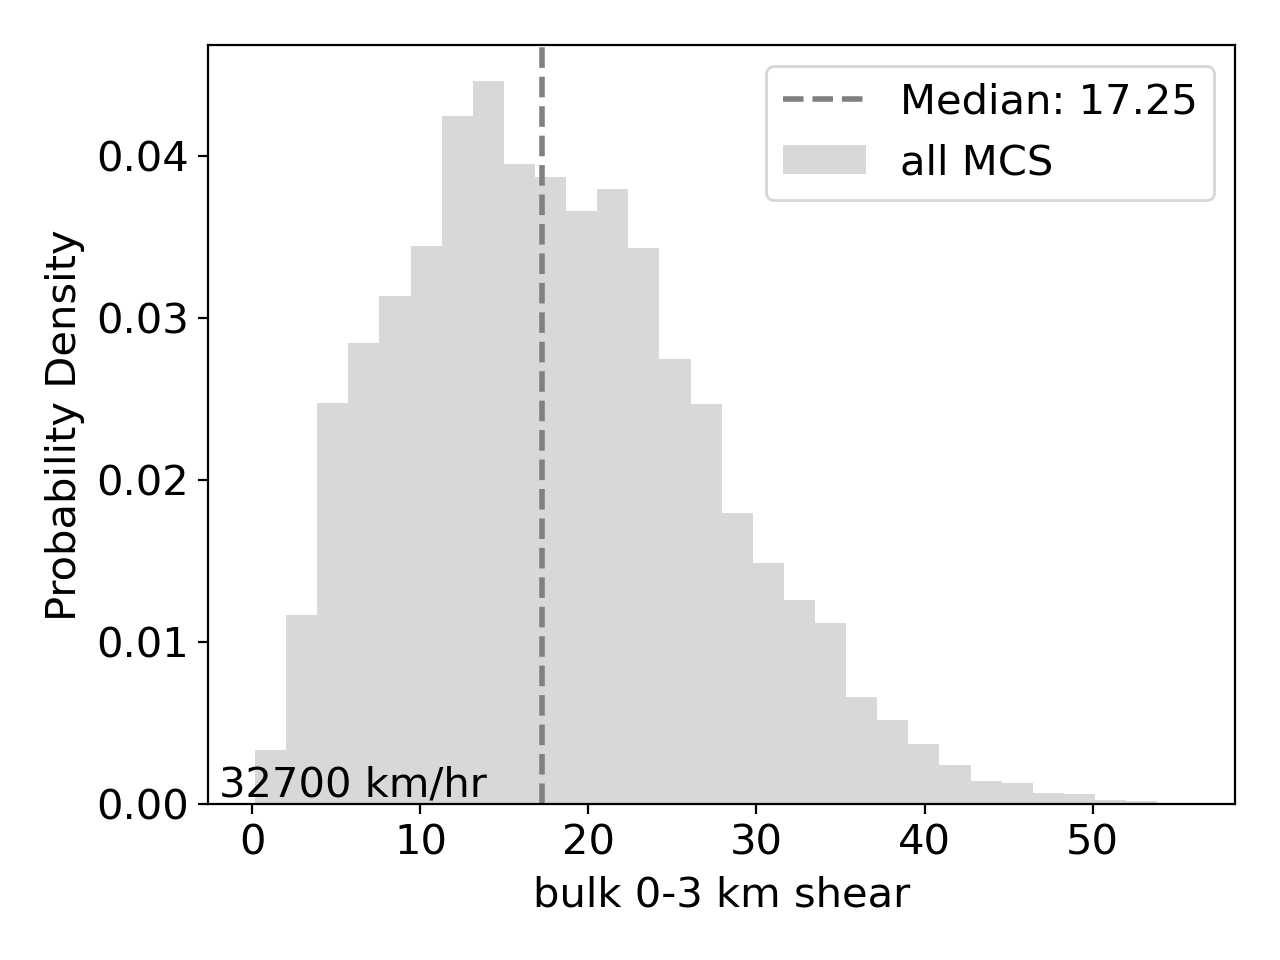 Median: 17.25
all MCS
Probability Density
0.04
0.03
0.02
0.01
0.00
32700 km/hr
0 10 20 30 40 50
bulk 0-3 km shear